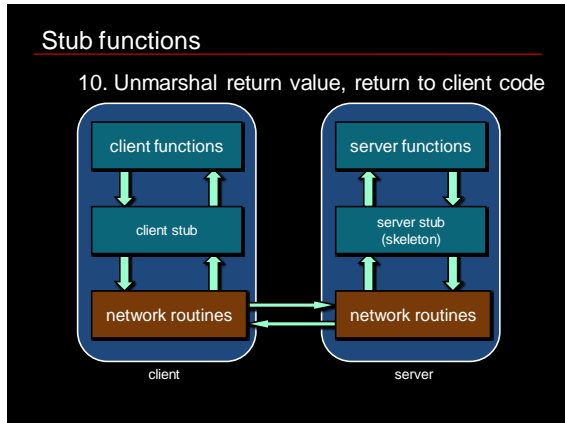 Stub functions
10. Unmarshal return value, return to client code
client functions
server functions
client stub
server stub
(skeleton)
network routines
network routines
client
server